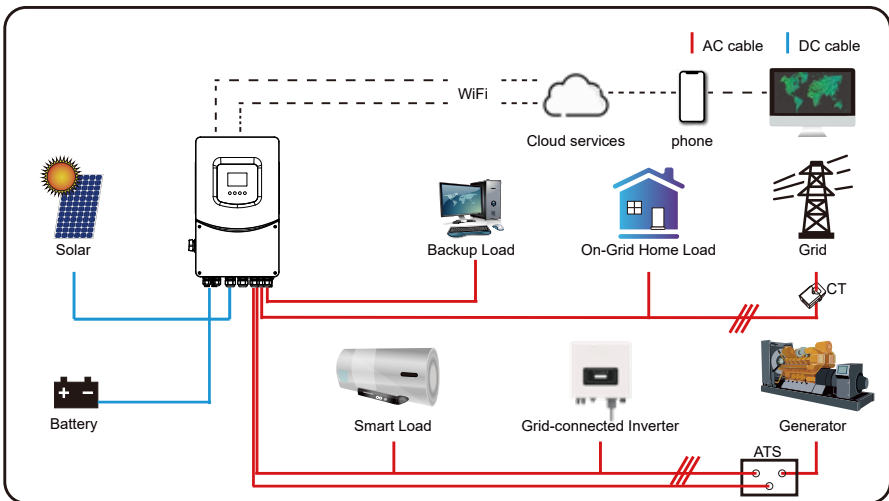 AC cable
DC cable
WiFi
Cloud services
phone
Solar
Backup Load
On-Grid Home Load
Grid
CT
Battery
Smart Load
Grid-connected Inverter
Generator
ATS